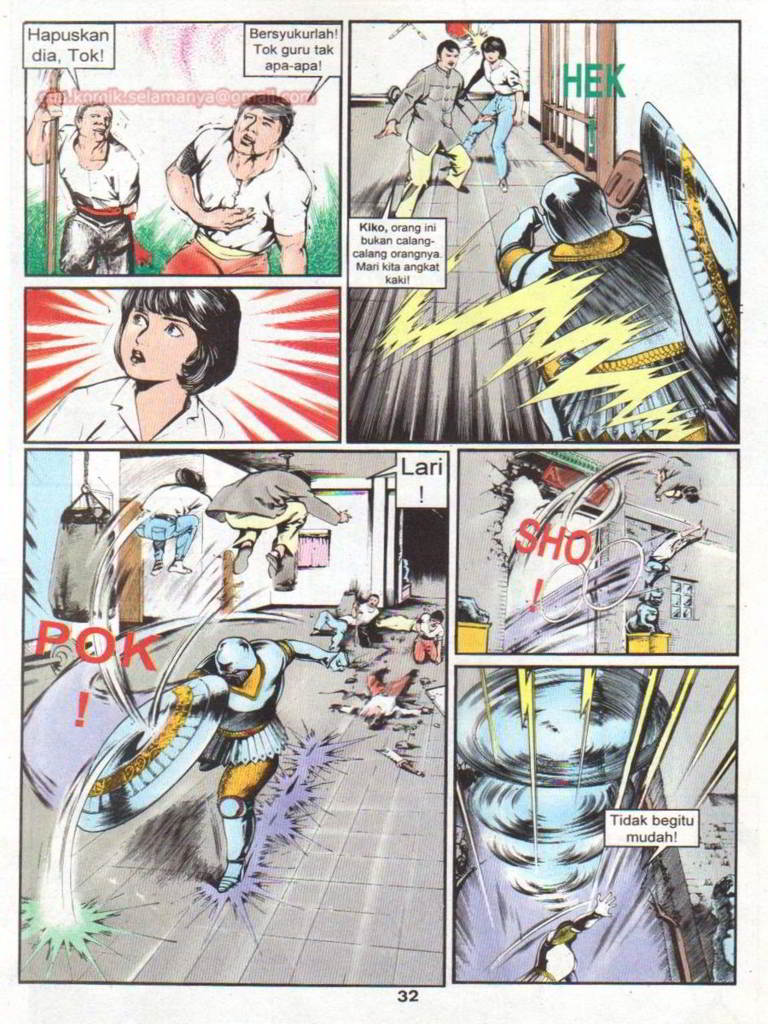 Hapuskan
dia, Tok!
Bersyukurlah!
Tok guru tak
apa-apa!
HEK
!
Kiko, orang ini
bukan calang-
calang orangnya.
Mari kita angkat
kaki!
Lari
!
POK
!
SHO
!
Tidak begitu
mudah!
32